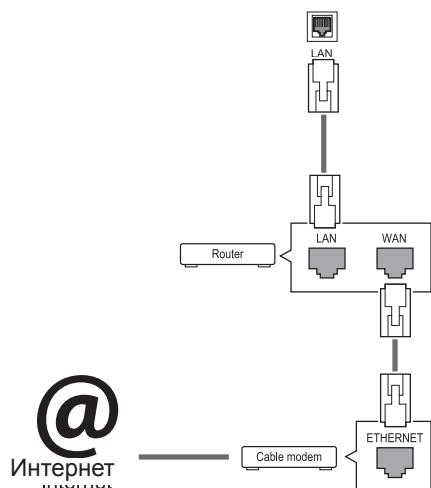 LAN
LAN WAN
Router
ETHERNET
@
Cable modem
Интернет